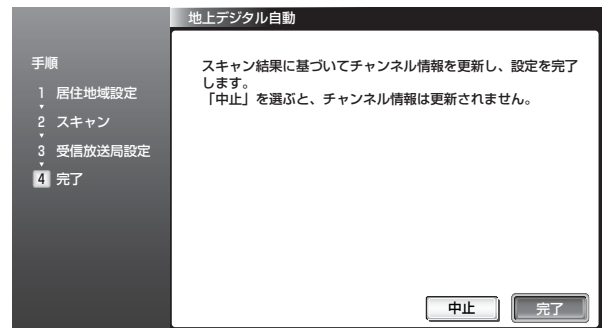 地上デジタル自動
手順
1 居住地域設定
2 スキャン
3 受信放送局設定
4 完了
スキャン結果に基づいてチャンネル情報を更新し、設定を完了
します。
「中止」を選ぶと、チャンネル情報は更新されません。
中止
完了